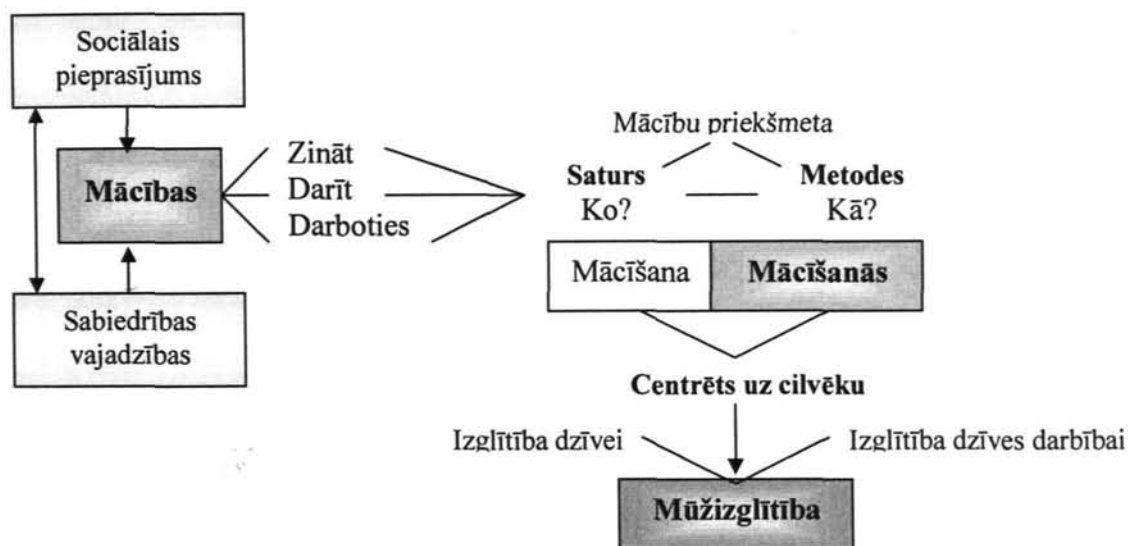 Sociālais
pieprasījums
Mācības
Sabiedrības
vajadzības
Zināt
Darīt
Darboties
Mācību priekšmeta
Saturs
Ko?
Metodes
Kā?
Mācīšana
Mācīšanās
Centrēts uz cilvēku
Izglītība dzīvei
Izglītība dzīves darbībai
Mūžizglītība